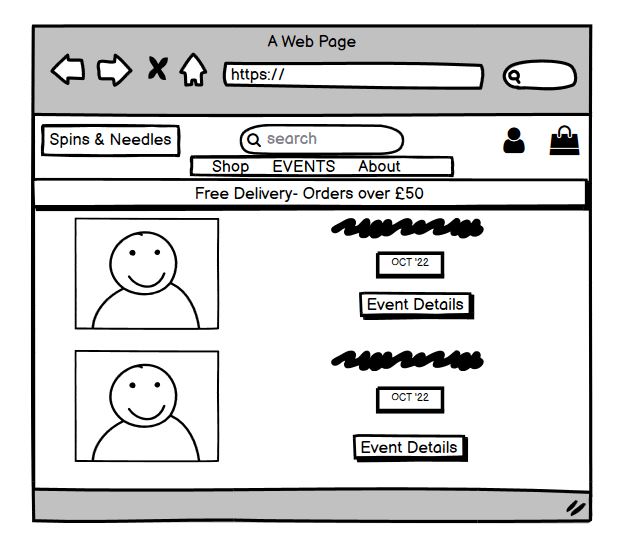 A Web Page
https://
Spins & Needles
search
Shop EVENTS About
Free Delivery- Orders over £50
OCT '22
Event Details
OCT '22
Event Details